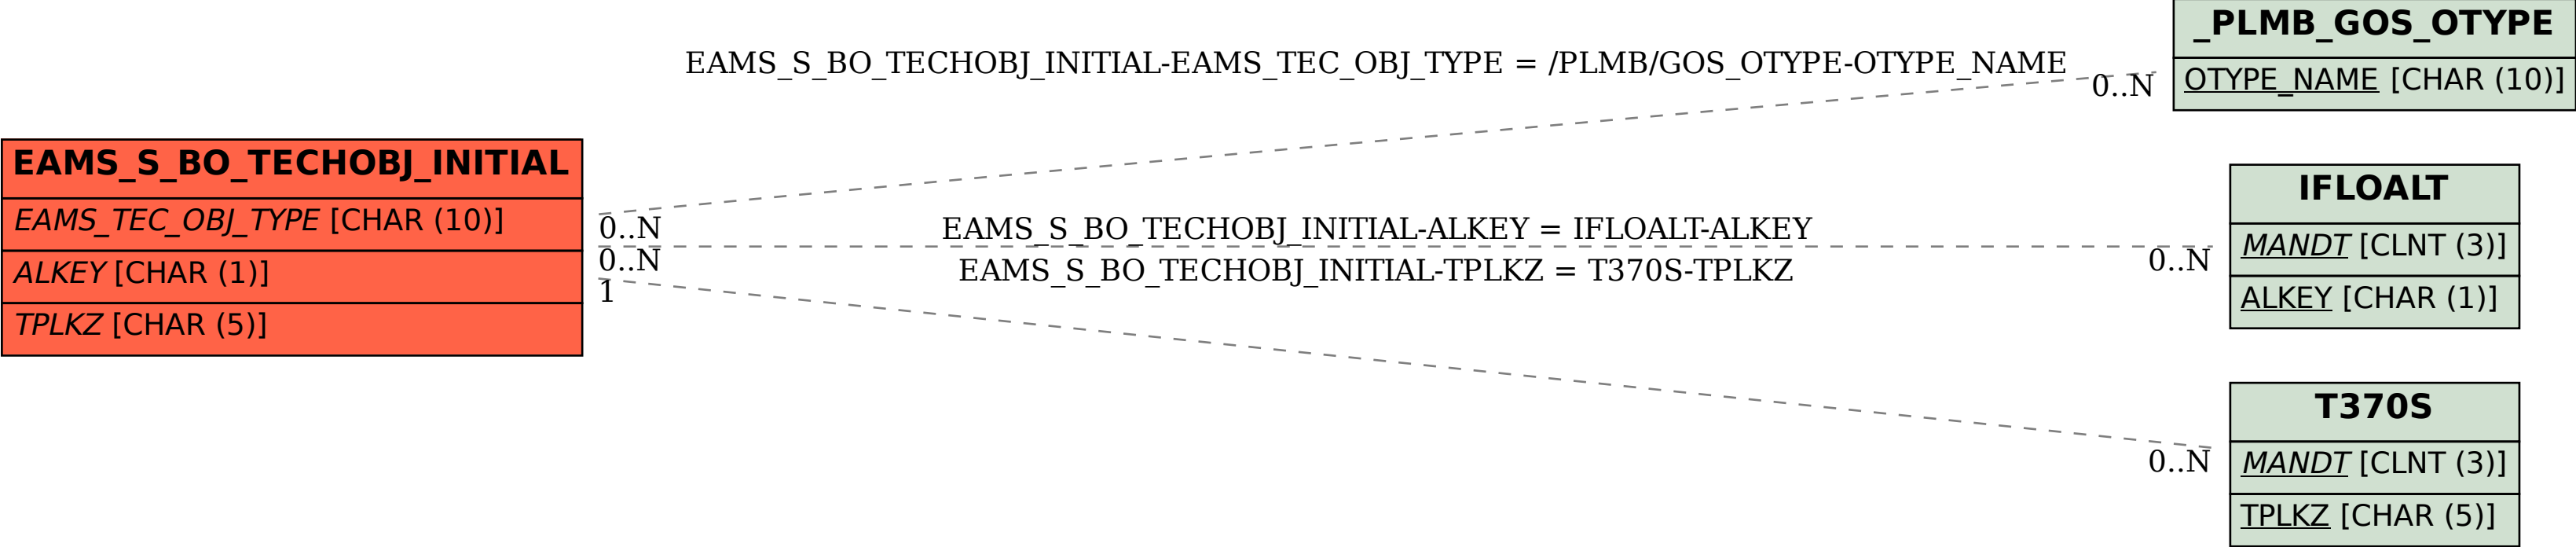 _PLMB_GOS_OTYPE
EAMS_S_BO_TECHOBJ_INITIAL-EAMS_TEC_OBJ_TYPE = /PLMB/GOS_OTYPE-OTYPE_NAME
0..N
OTYPE_NAME [CHAR (10)]
EAMS_S_BO_TECHOBJ_INITIAL
EAMS_TEC_OBJ_TYPE [CHAR (10)]
ALKEY [CHAR (1)]
TPLKZ [CHAR (5)]
0..N
0..N
1
EAMS_S_BO_TECHOBJ_INITIAL-ALKEY = IFLOALT-ALKEY
EAMS_S_BO_TECHOBJ_INITIAL-TPLKZ = T370S-TPLKZ
0..N
IFLOALT
MANDT [CLNT (3)]
ALKEY [CHAR (1)]
0..N
T370S
MANDT [CLNT (3)]
TPLKZ [CHAR (5)]